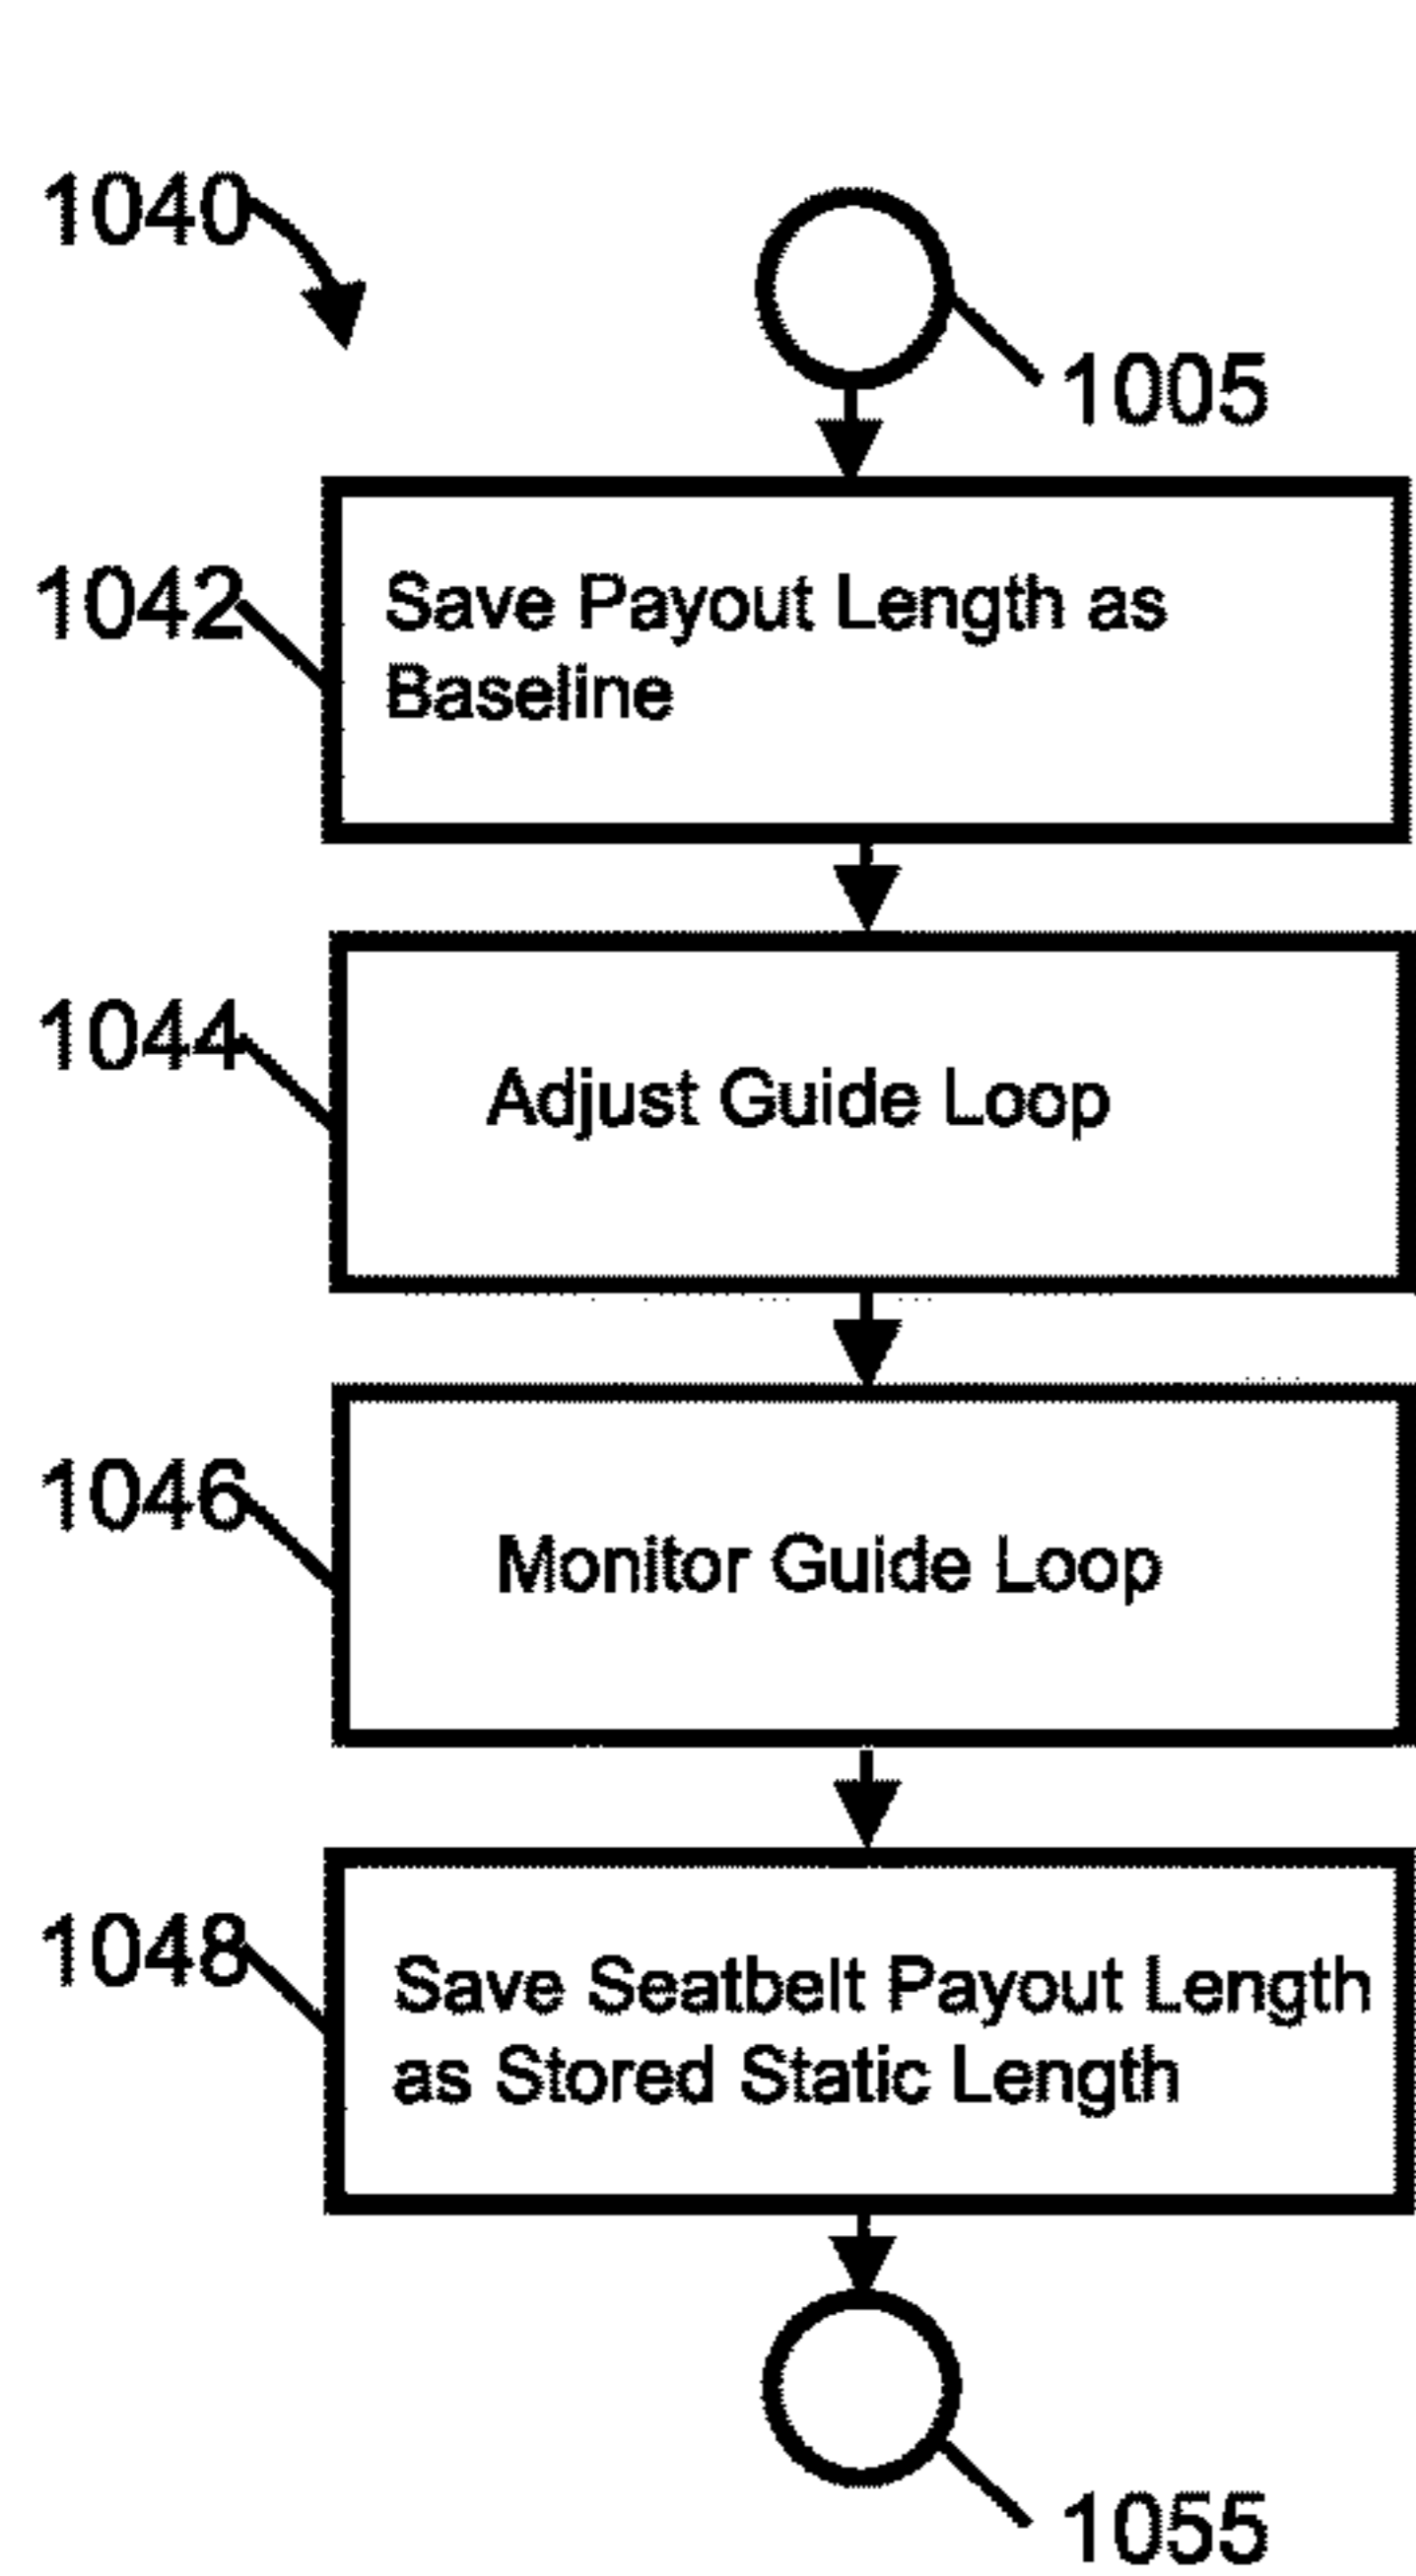 1040
1005
1042
Save Payout Length as
Baseline
1044
Adjust Guide Loop
1046
Monitor Guide Loop
1048
Save Seatbelt Payout Length
as Stored Static Length
1055